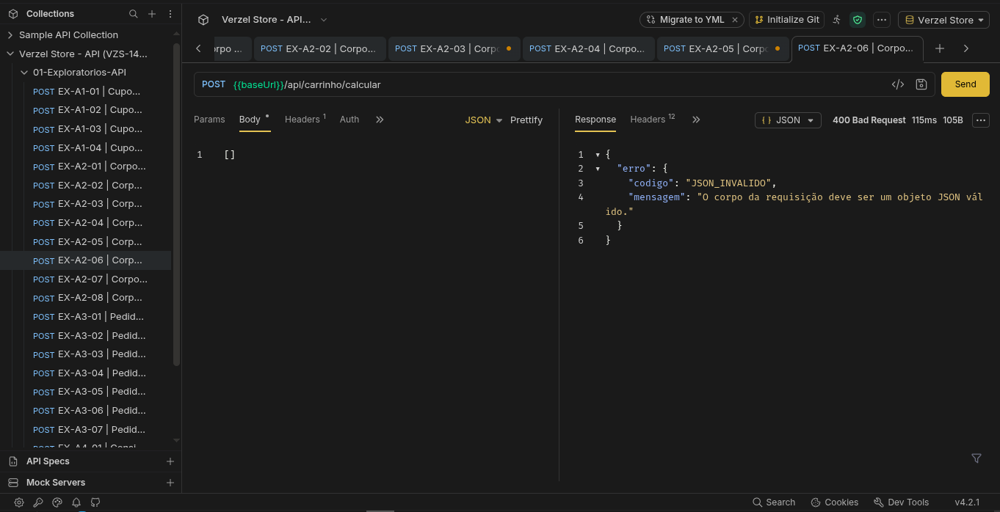 Collections
Verzel Store - API...
Migrate to YML
Initialize Git
Verzel Store
Sample API Collection
Verzel Store - API (VZS-14...
01-Exploratorios-API
POST EX-A1-01 | Cupo...
POST EX-A1-02 | Cupo...
POST EX-A1-03 | Cupo...
POST EX-A1-04 | Cupo...
POST EX-A2-01 | Corpo...
POST EX-A2-02 | Corp...
POST EX-A2-03 | Corp...
POST EX-A2-04 | Corp...
POST EX-A2-05 | Corp...
POST EX-A2-06 | Corp...
POST EX-A2-07 | Corpo...
POST EX-A2-08 | Corp...
POST EX-A3-01 | Pedid...
POST EX-A3-02 | Pedid...
POST EX-A3-03 | Pedid...
POST EX-A3-04 | Pedid...
POST EX-A3-05 | Pedid...
POST EX-A3-06 | Pedid...
POST EX-A3-07 | Pedid...
API Specs
Mock Servers
orpo ...
POST EX-A2-02 | Corpo...
POST EX-A2-03 | Corpo
POST EX-A2-04 | Corpo...
POST EX-A2-05 | Corpo
POST EX-A2-06 | Corpo...
POST {{baseUrl}}/api/carrinho/calcular
Send
Params
Body
Headers 1
Auth
JSON
Prettify
1 []
Response
Headers 12
{ } JSON
400 Bad Request
115ms
105B
1 {
2 "erro": {
3 "codigo": "JSON_INVALIDO",
4 "mensagem": "O corpo da requisição deve ser um objeto JSON vál
ido."
5 }
6 }
Search
Cookies
Dev Tools
v4.2.1